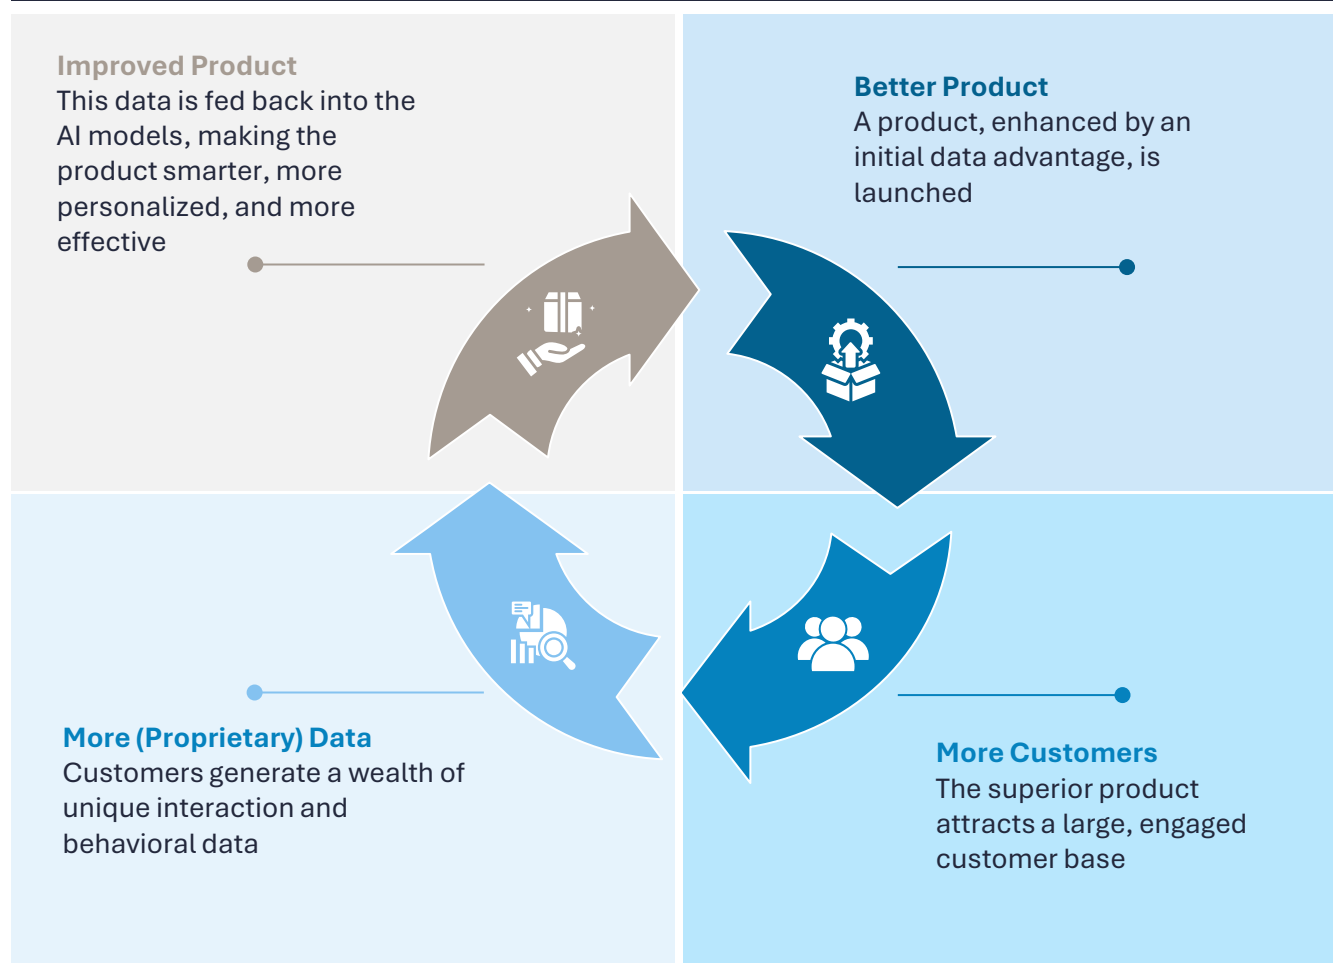 Improved Product
This data is fed back into the
AI models, making the
product smarter, more
personalized, and more
effective
Better Product
A product, enhanced by an
initial data advantage, is
launched
More (Proprietary) Data
Customers generate a wealth of
unique interaction and
behavioral data
More Customers
The superior product
attracts a large, engaged
customer base